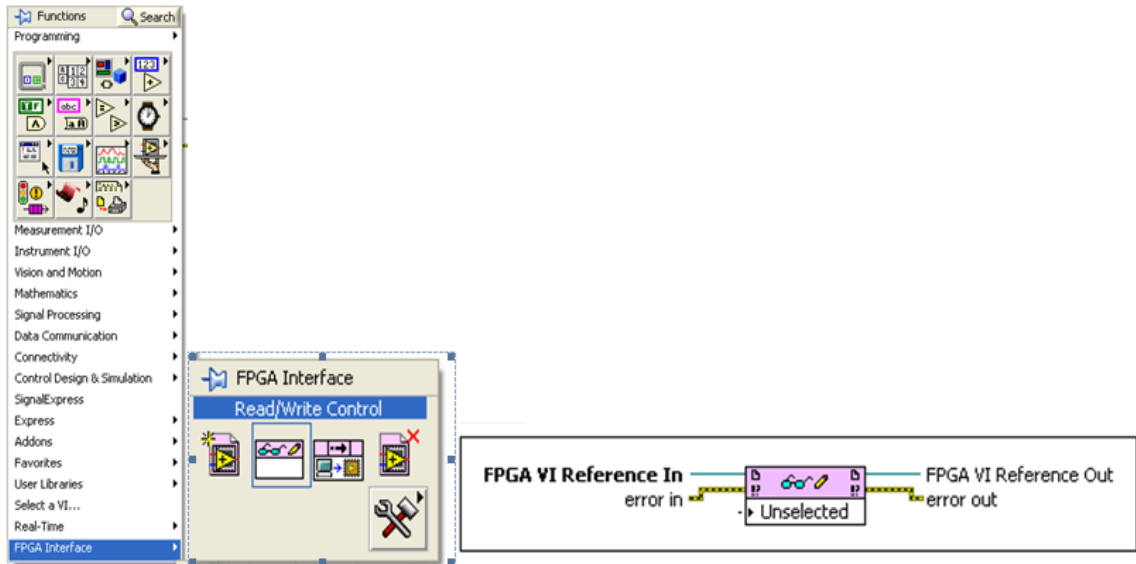 Functions
Search
Programming
Measurement I/O
Instrument I/O
Vision and Motion
Mathematics
Signal Processing
Data Communication
Connectivity
Control Design & Simulation
SignalExpress
Express
Addons
Favorites
User Libraries
Select a VI...
Real-Time
FPGA Interface
FPGA Interface
Read/Write Control
FPGA VI Reference In
error in
Unselected
FPGA VI Reference Out
error out